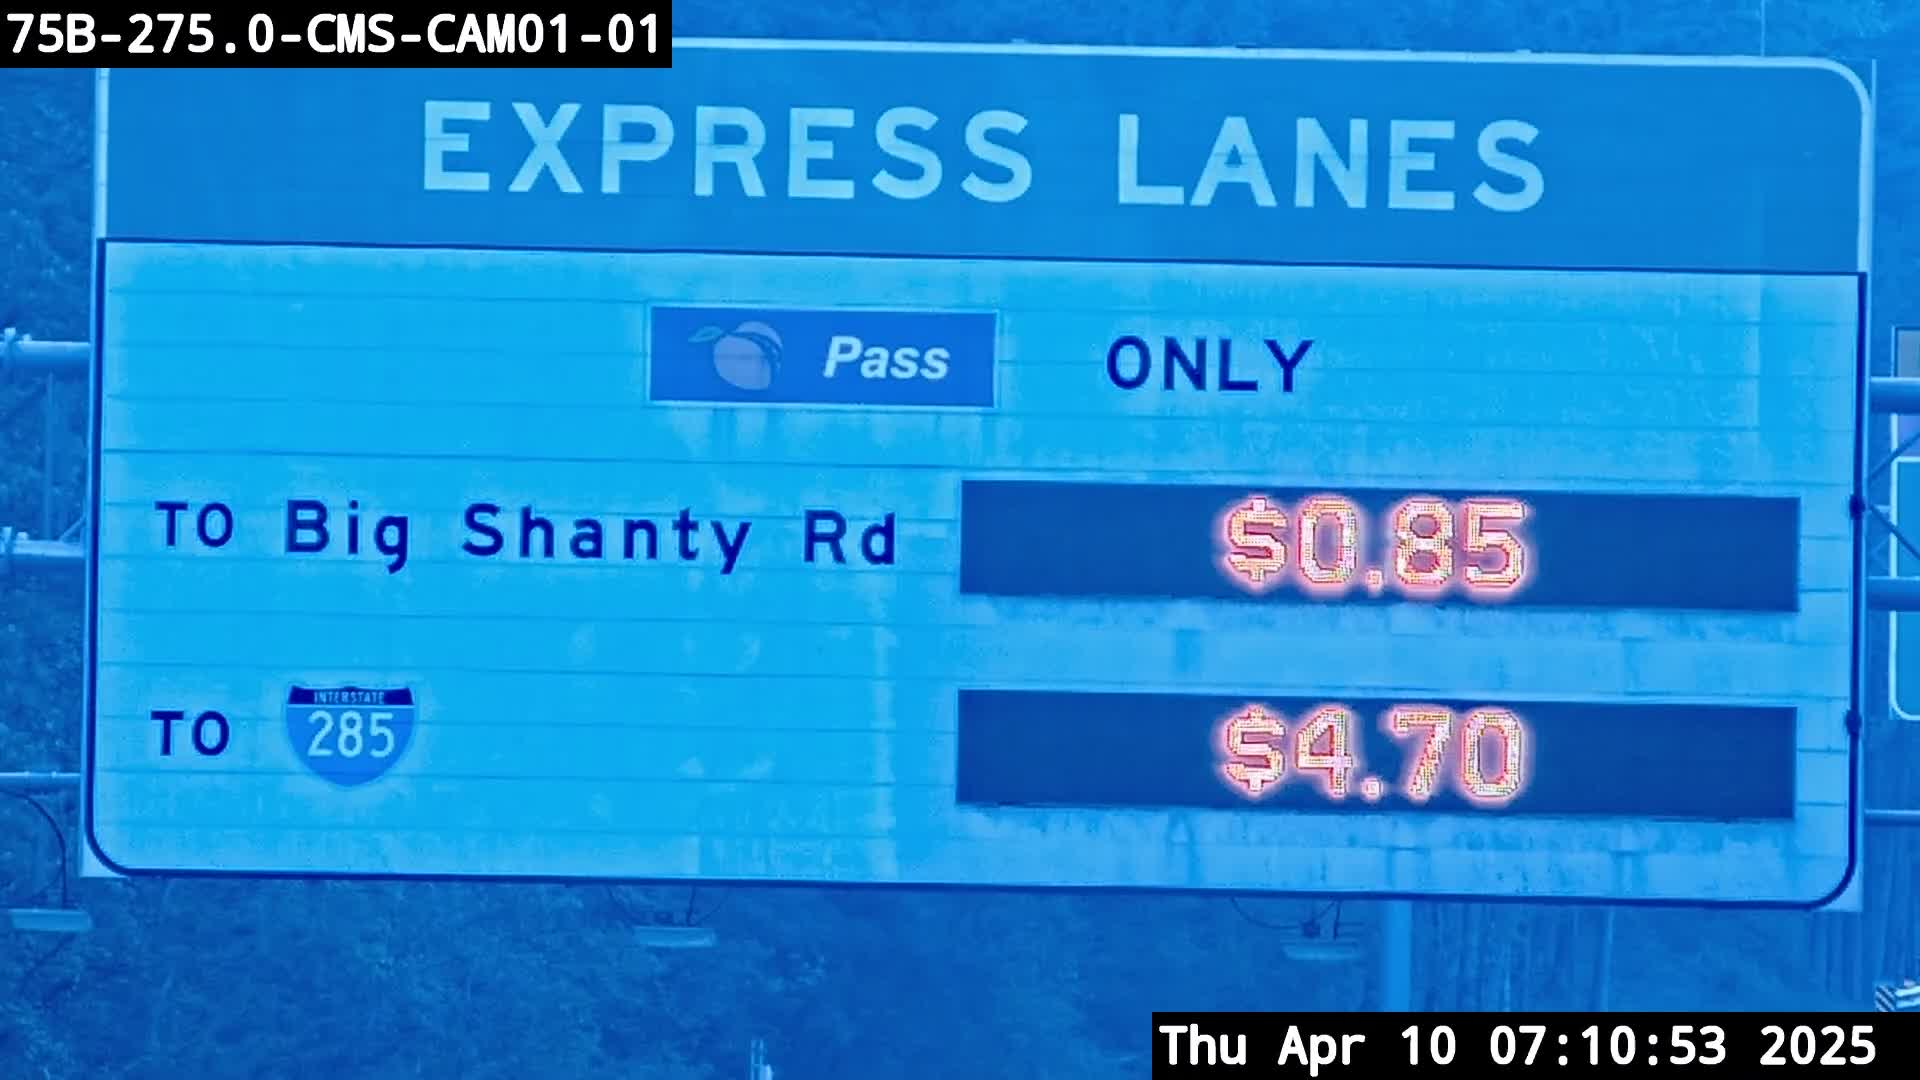 75B-275.0-CMS-CAM01-01
EXPRESS LANES
Pass ONLY
TO Big Shanty Rd $0.85
TO INTERSTATE 285 $4.70
Thu Apr 10 07:10:53 2025